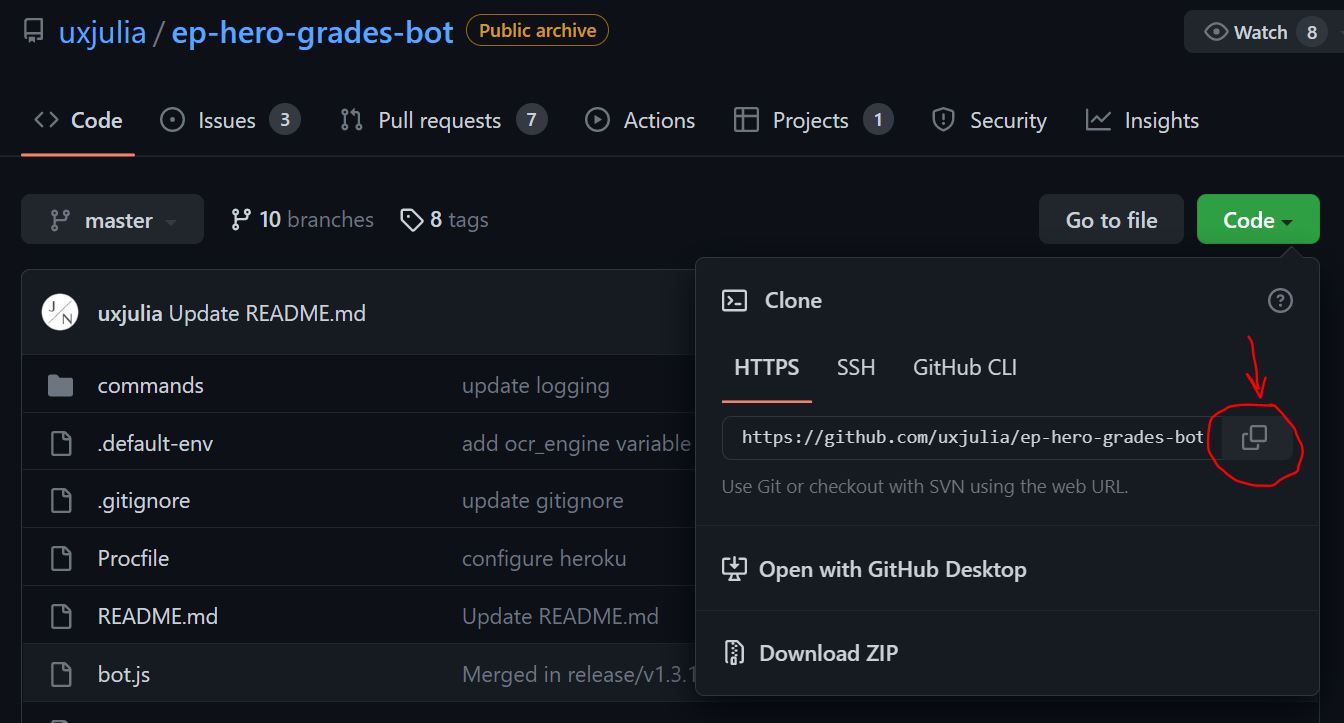 uxjulia / ep-hero-grades-bot Public archive Watch 8
Code Issues 3 Pull requests 7 Actions Projects 1 Security Insights
master 10 branches 8 tags Go to file Code
JN uxjulia Update README.md
commands update logging
.default-env add ocr_engine variable
.gitignore update gitignore
Procfile configure heroku
README.md Update README.md
bot.js Merged in release/v1.3.1
Clone
HTTPS SSH GitHub CLI
https://github.com/uxjulia/ep-hero-grades-bot
Use Git or checkout with SVN using the web URL.
Open with GitHub Desktop
Download ZIP